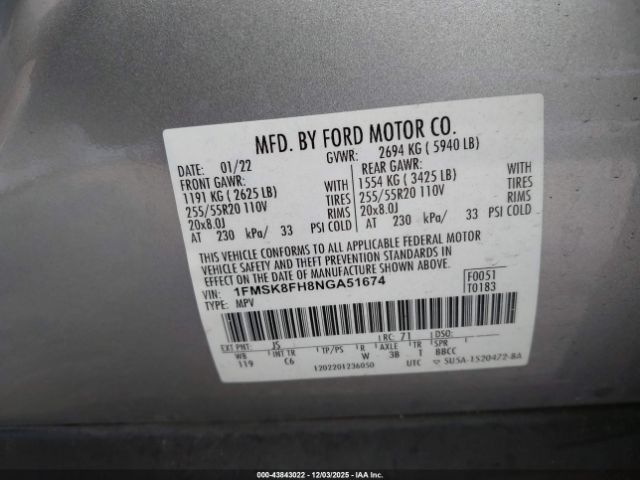 MFD. BY FORD MOTOR CO.
DATE: 01/22 GVWR: 2694 KG ( 5940 LB)
FRONT GAWR: REAR GAWR:
1191 KG ( 2625 LB) WITH 1554 KG ( 3425 LB) WITH
255/55R20 110V TIRES 255/55R20 110V TIRES
20x8.0J RIMS 20x8.0J RIMS
AT 230 kPa/ 33 PSI COLD AT 230 kPa/ 33 PSI COLD
THIS VEHICLE CONFORMS TO ALL APPLICABLE FEDERAL MOTOR
VEHICLE SAFETY AND THEFT PREVENTION STANDARDS IN
EFFECT ON THE DATE OF MANUFACTURE SHOWN ABOVE.
VIN: 1FMSK8FH8NGA51674 F0051
TYPE: MPV T0183
EXT PNT: J5 RC: 71 DSO:
WB INT TR TP/PS R AXLE TR SPR
119 C6 W 3B T BBCC
1202201236050 UTC SU5A-1520472-BA
000-43843022 - 12/03/2025 - IAA Inc.